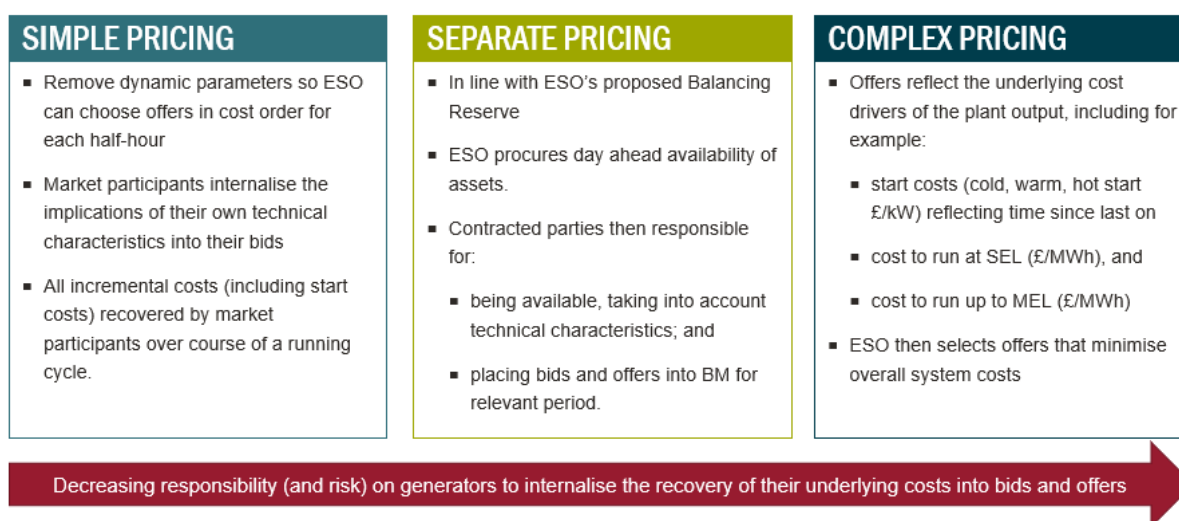 SIMPLE PRICING
▪ Remove dynamic parameters so ESO
can choose offers in cost order for
each half-hour
▪ Market participants internalise the
implications of their own technical
characteristics into their bids
▪ All incremental costs (including start
costs) recovered by market
participants over course of a running
cycle.
SEPARATE PRICING
▪ In line with ESO's proposed Balancing
Reserve
▪ ESO procures day ahead availability of
assets.
▪ Contracted parties then responsible
for:
▪ being available, taking into account
technical characteristics; and
▪ placing bids and offers into BM for
relevant period.
COMPLEX PRICING
▪ Offers reflect the underlying cost
drivers of the plant output, including for
example:
▪ start costs (cold, warm, hot start
£/kW) reflecting time since last on
▪ cost to run at SEL (£/MWh), and
▪ cost to run up to MEL (£/MWh)
▪ ESO then selects offers that minimise
overall system costs
Decreasing responsibility (and risk) on generators to internalise the recovery of their underlying costs into bids and offers